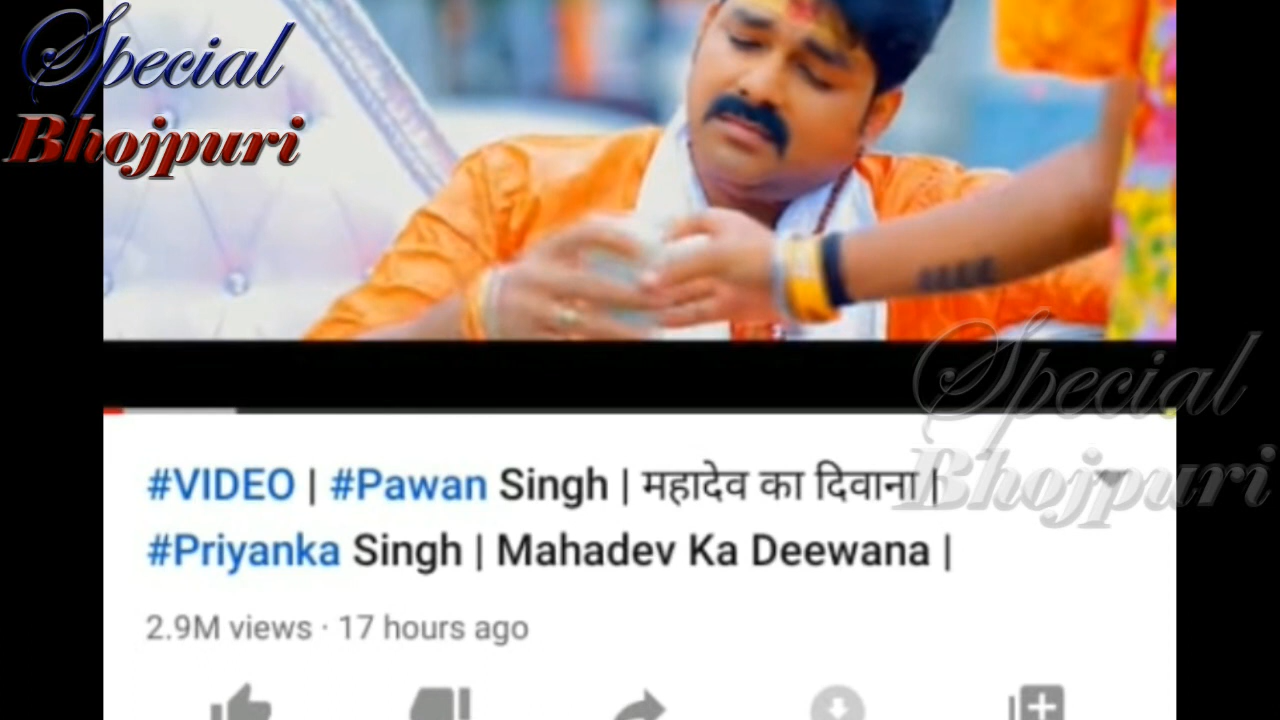 Special
Bhojpuri
#VIDEO | #Pawan Singh | महादेव का दिवाना |
#Priyanka Singh | Mahadev Ka Deewana |
2.9M views · 17 hours ago
Special
Bhojpuri